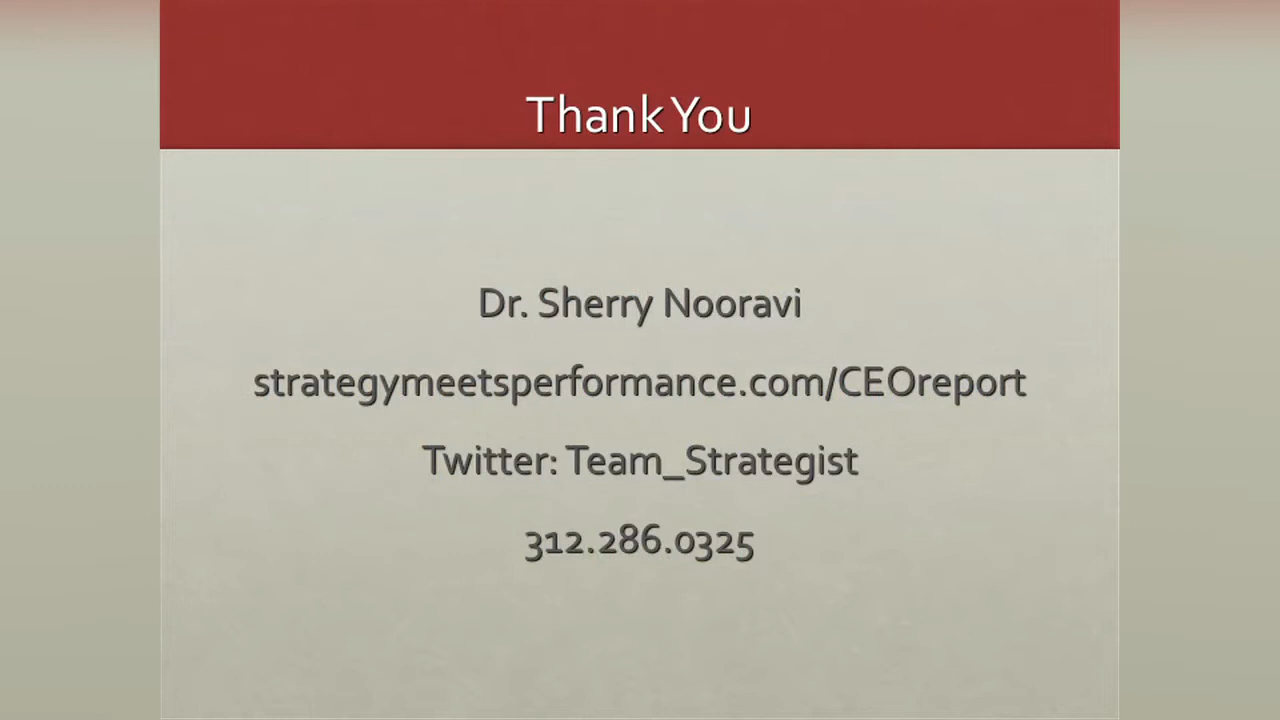 Thank You
Dr. Sherry Nooravi
strategymeetsperformance.com/CEOreport
Twitter: Team_Strategist
312.286.0325